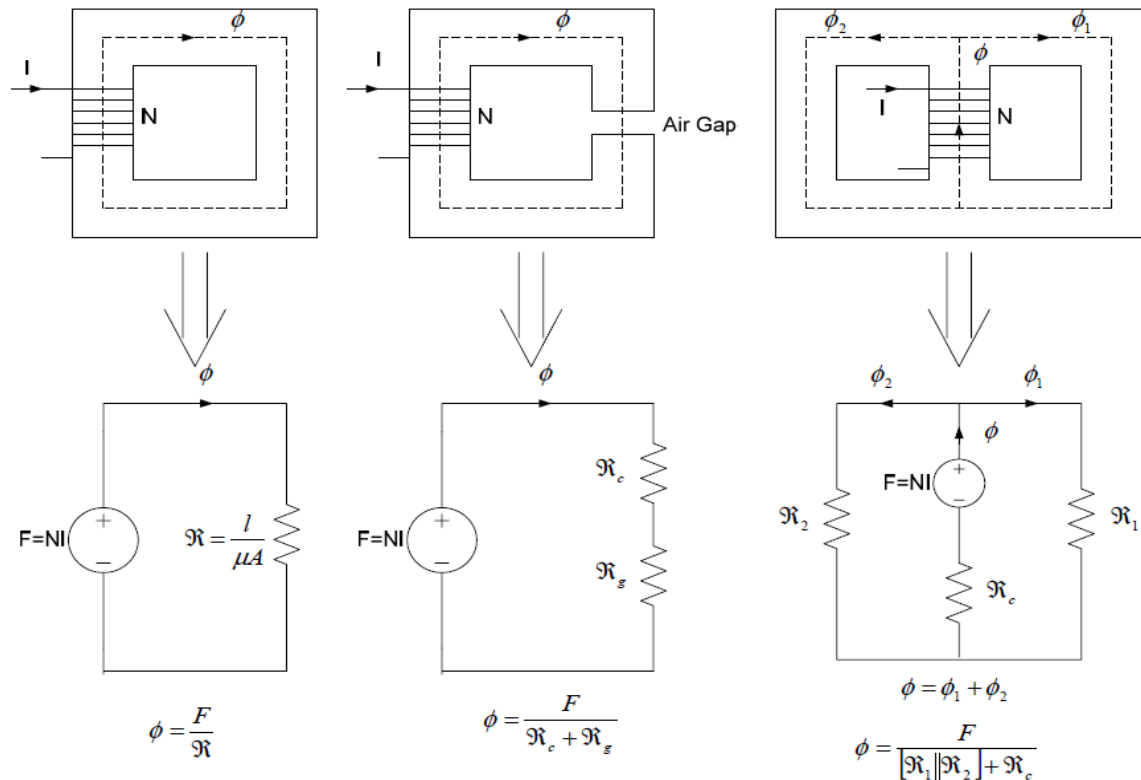 ϕ
I
N
ϕ
I
N
Air Gap
ϕ₂
ϕ₁
ϕ
I
N
ϕ
F=NI
+
−
ℜ = l / μA
ϕ = F / ℜ
ϕ
F=NI
+
−
ℜc
ℜg
ϕ = F / ℜc + ℜg
ϕ₂
ϕ₁
ϕ
F=NI
+
−
ℜ₂
ℜ₁
ℜc
ϕ = ϕ₁ + ϕ₂
ϕ = F / [ℜ₁||ℜ₂] + ℜc